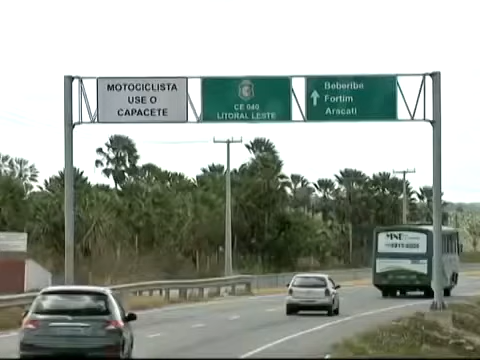 MOTOCICLISTA
USE O
CAPACETE
CE 040
LITORAL LESTE
Beberibe
Fortim
Aracati